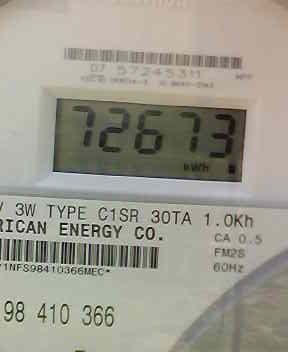 07 57245311
72673
kWh
V 3W TYPE C1SR 30TA 1.0Kh
RICAN ENERGY CO.
CA 0.5
FM2S
60Hz
Y1NFS98410366MEC*
98 410 366